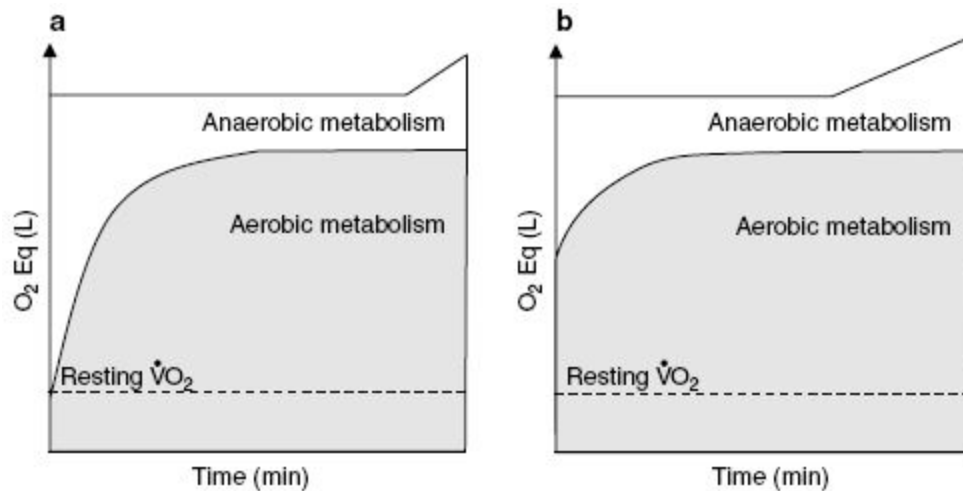 a
Anaerobic metabolism
Aerobic metabolism
O₂ Eq (L)
Resting V̇O₂
Time (min)
b
Anaerobic metabolism
Aerobic metabolism
O₂ Eq (L)
Resting V̇O₂
Time (min)